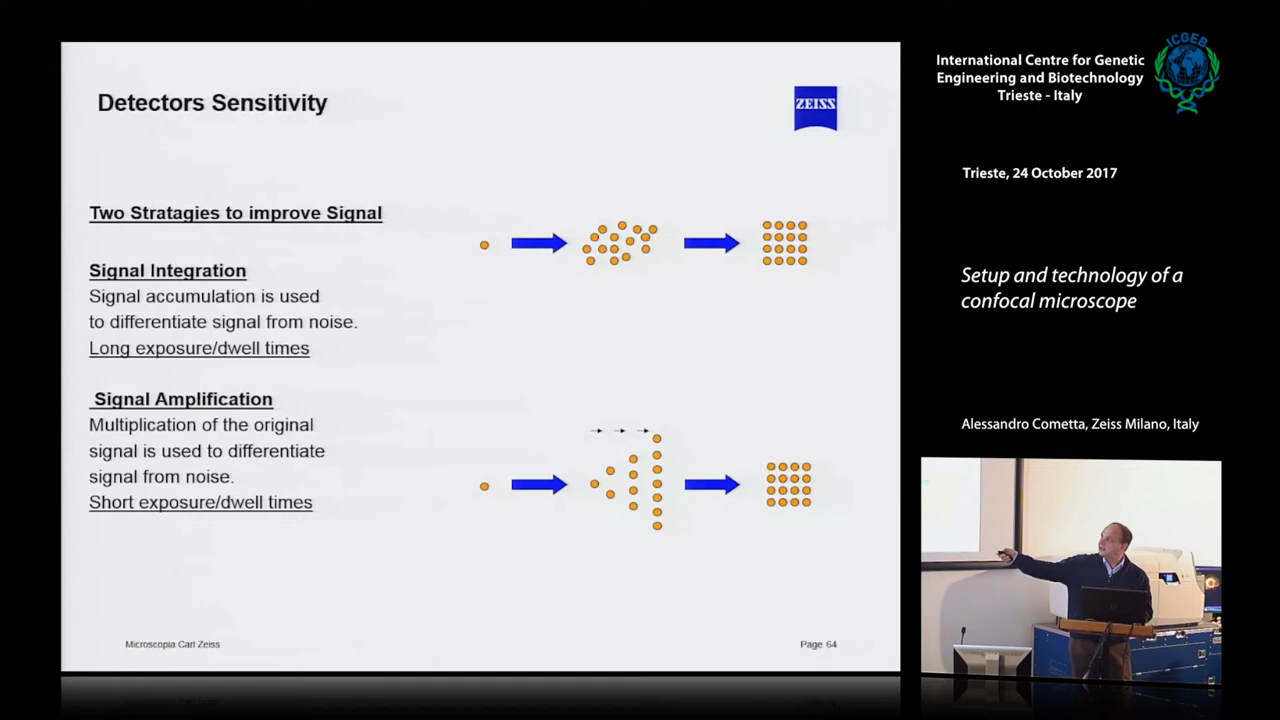 Detectors Sensitivity
ZEISS
Two Stratagies to improve Signal
Signal Integration
Signal accumulation is used
to differentiate signal from noise.
Long exposure/dwell times
Signal Amplification
Multiplication of the original
signal is used to differentiate
signal from noise.
Short exposure/dwell times
Microscopia Carl Zeiss
Page 64
International Centre for Genetic
Engineering and Biotechnology
Trieste - Italy
ICGEB
Trieste, 24 October 2017
Setup and technology of a
confocal microscope
Alessandro Cometta, Zeiss Milano, Italy